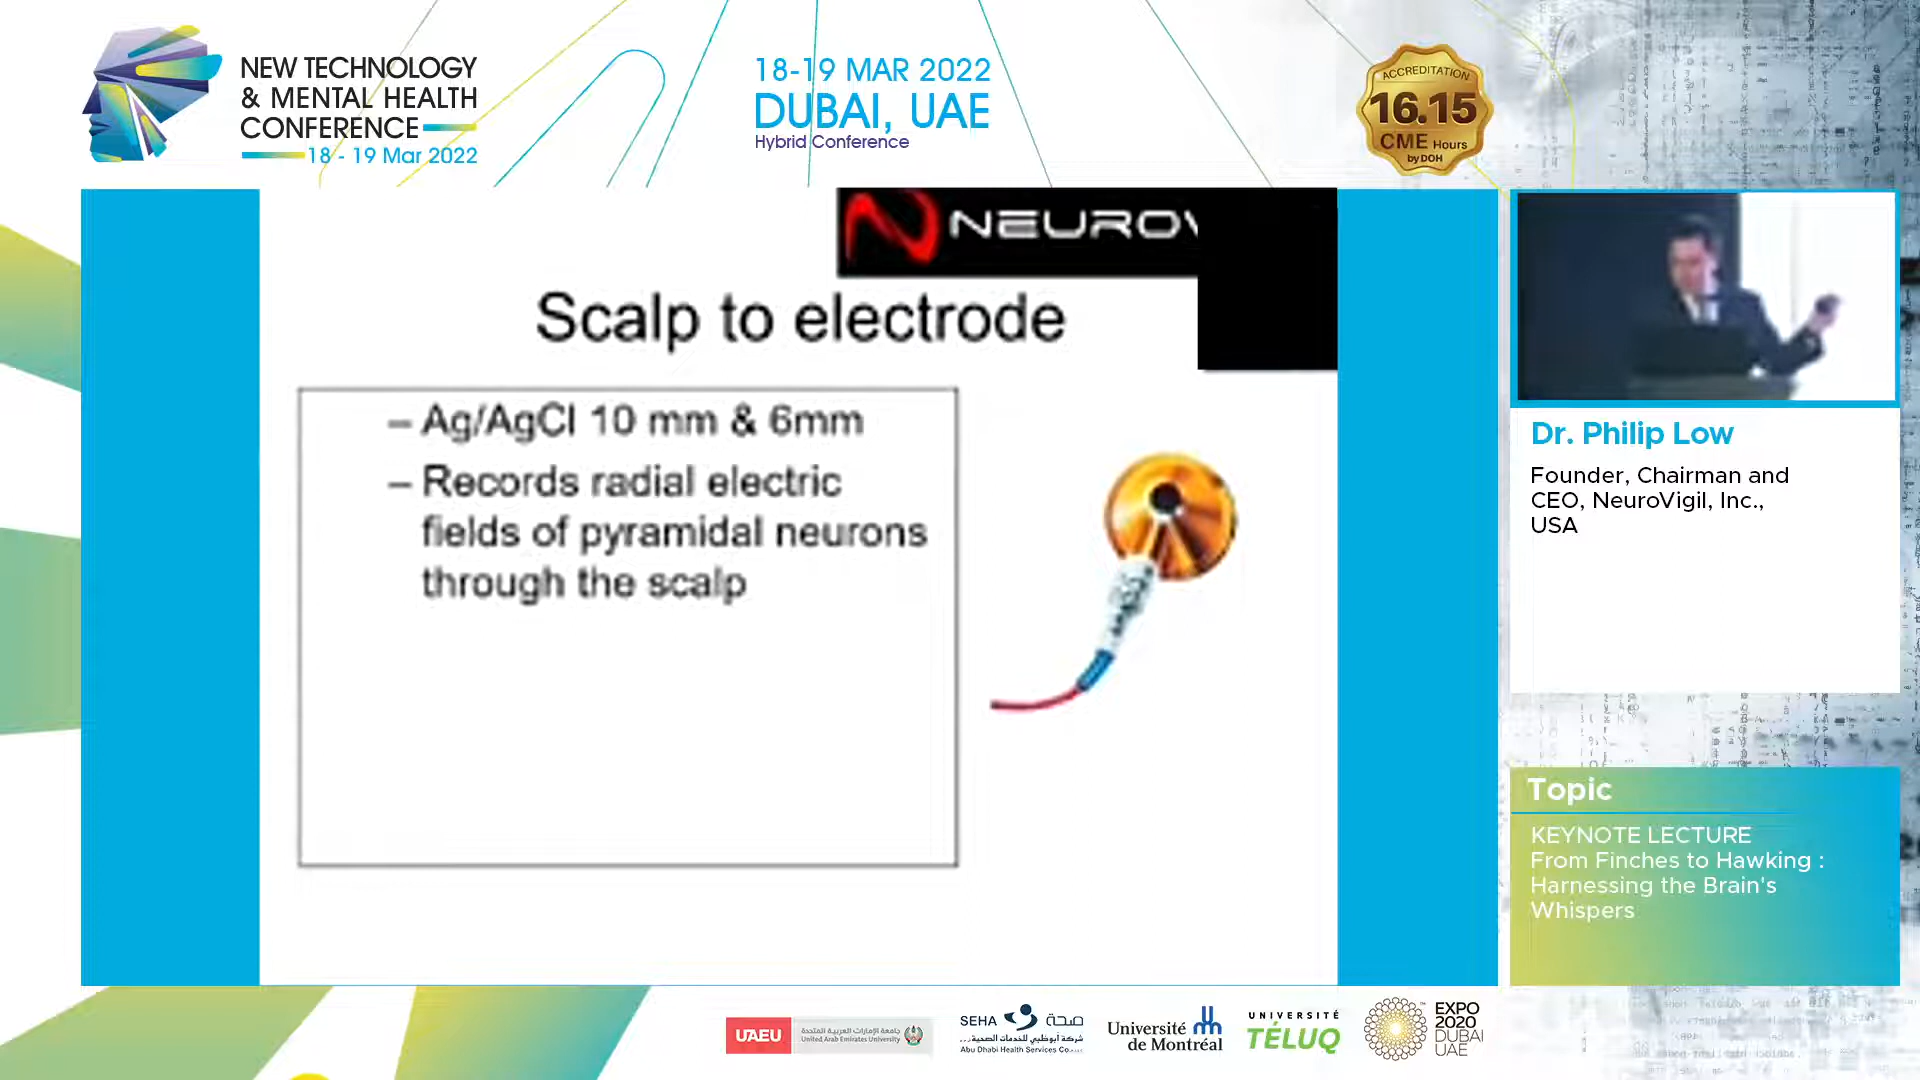 NEW TECHNOLOGY
& MENTAL HEALTH
CONFERENCE
18 - 19 Mar 2022
18-19 MAR 2022
DUBAI, UAE
Hybrid Conference
ACCREDITATION
16.15
CME Hours
by DOH
NEUROV
Scalp to electrode
– Ag/AgCl 10 mm & 6mm
– Records radial electric
fields of pyramidal neurons
through the scalp
Dr. Philip Low
Founder, Chairman and
CEO, NeuroVigil, Inc.,
USA
Topic
KEYNOTE LECTURE
From Finches to Hawking :
Harnessing the Brain's
Whispers
UAEU
جامعة الإمارات العربية المتحدة
United Arab Emirates University
SEHA صحة
شركة أبوظبي للخدمات الصحية
Abu Dhabi Health Services Co.
Université
de Montréal
UNIVERSITÉ
TÉLUQ
EXPO
2020
DUBAI
UAE